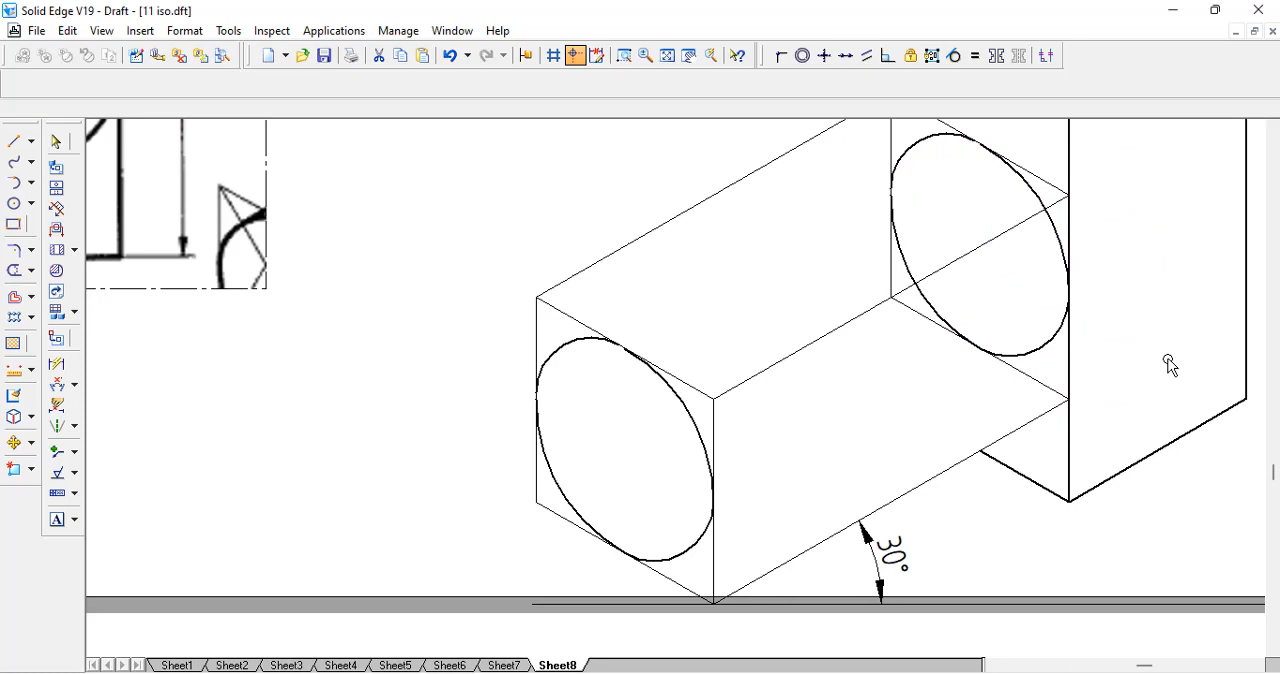 Solid Edge V19 - Draft - [11 iso.dft]
File Edit View Insert Format Tools Inspect Applications Manage Window Help
A
30°
Sheet1 Sheet2 Sheet3 Sheet4 Sheet5 Sheet6 Sheet7 Sheet8